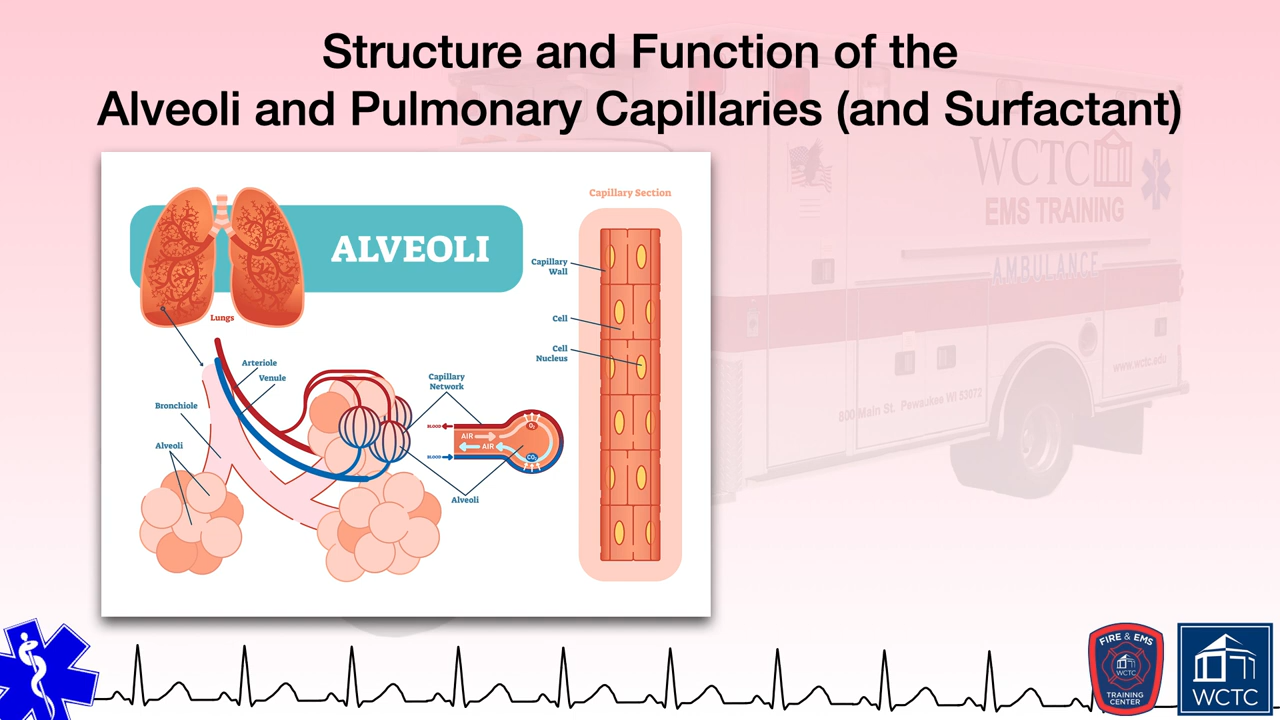 Structure and Function of the
Alveoli and Pulmonary Capillaries (and Surfactant)
WCTC
EMS TRAINING
AMBULANCE
www.wctc.edu
800 Main St. Pewaukee WI 53072
ALVEOLI
Lungs
Arteriole
Venule
Bronchiole
Alveoli
Capillary
Network
BLOOD
AIR
AIR
BLOOD
O₂
CO₂
Alveoli
Capillary Section
Capillary
Wall
Cell
Cell
Nucleus
FIRE & EMS
WCTC
TRAINING
CENTER
WCTC